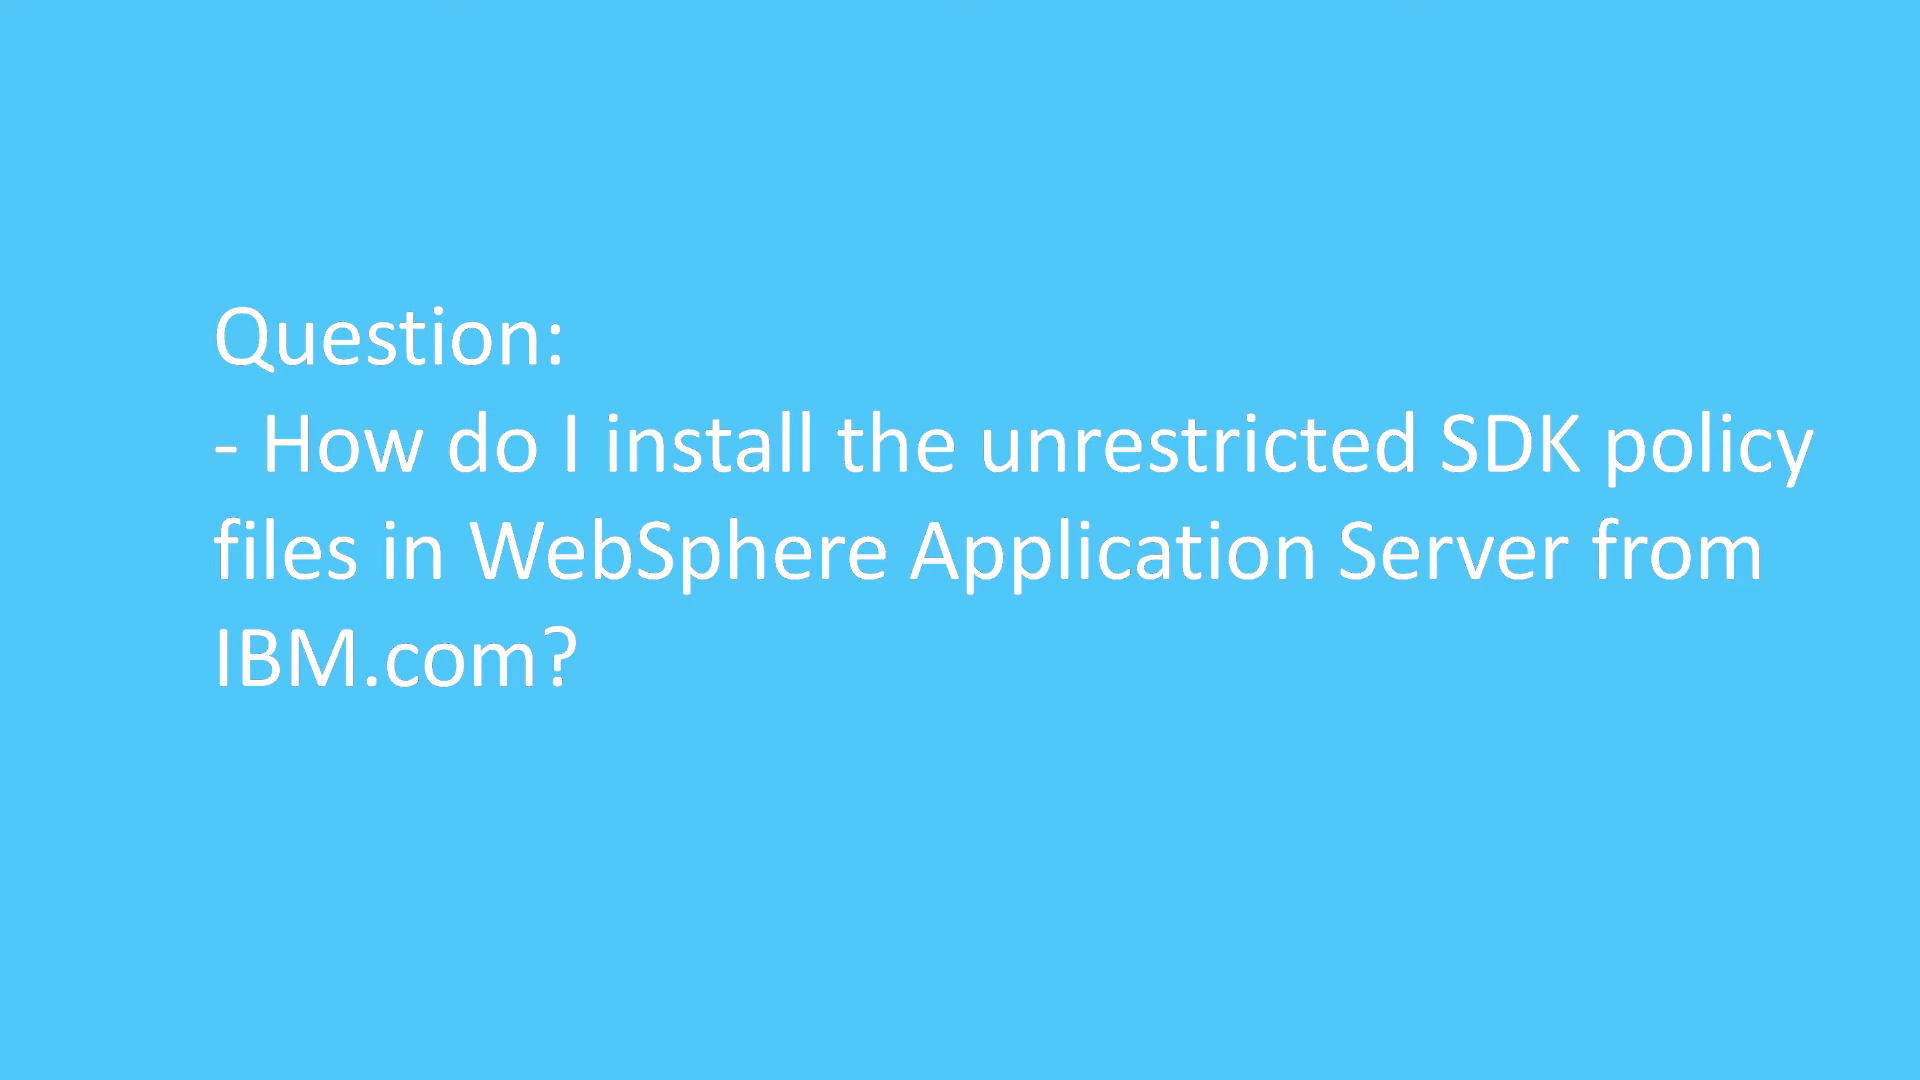 Question:
- How do I install the unrestricted SDK policy
files in WebSphere Application Server from
IBM.com?